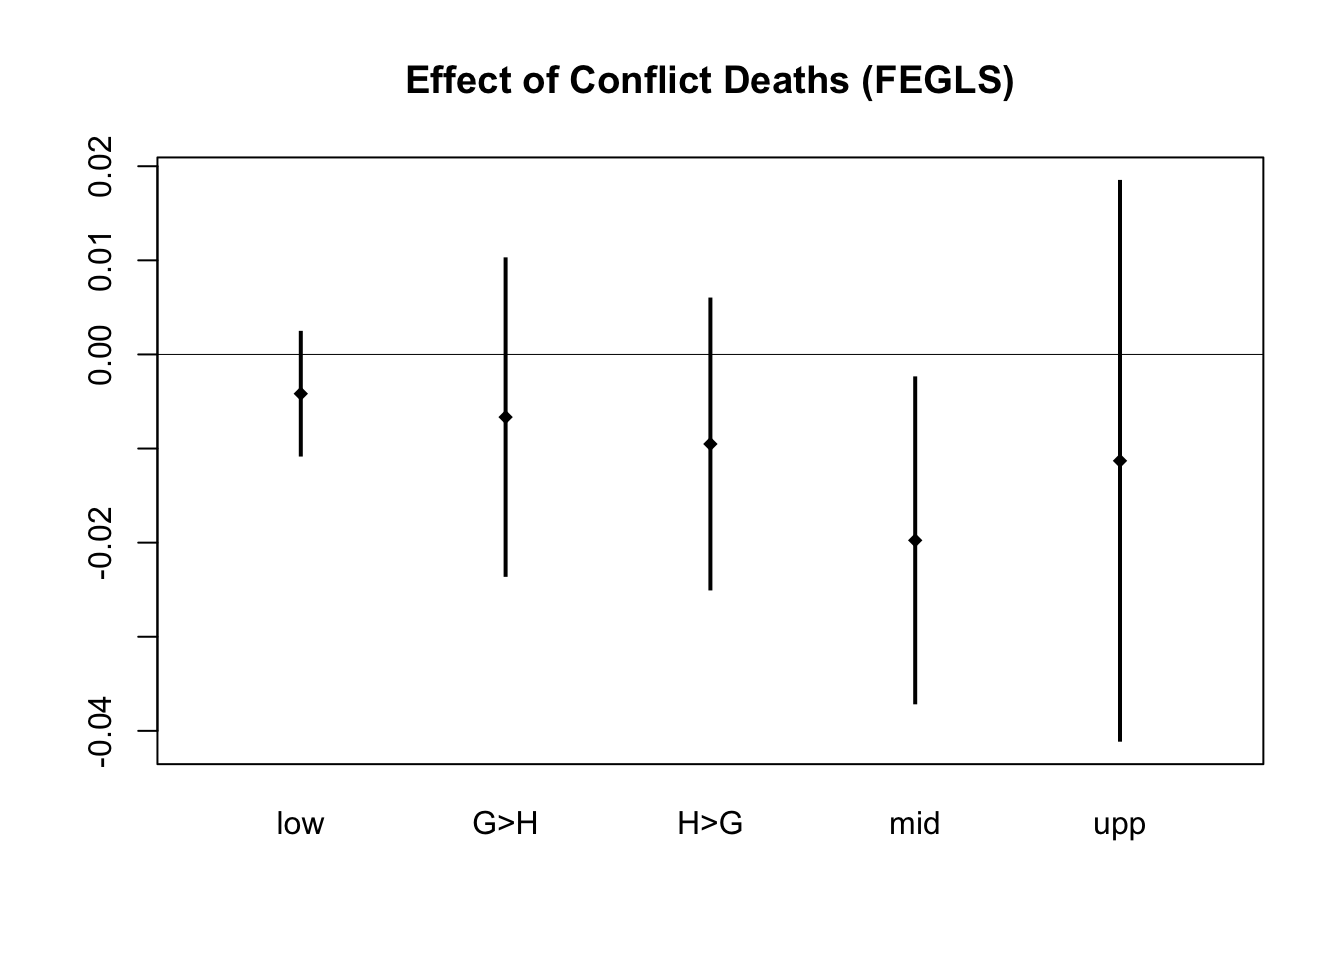 Effect of Conflict Deaths (FEGLS)
0.02
0.01
0.00
-0.02
-0.04
low G>H H>G mid upp